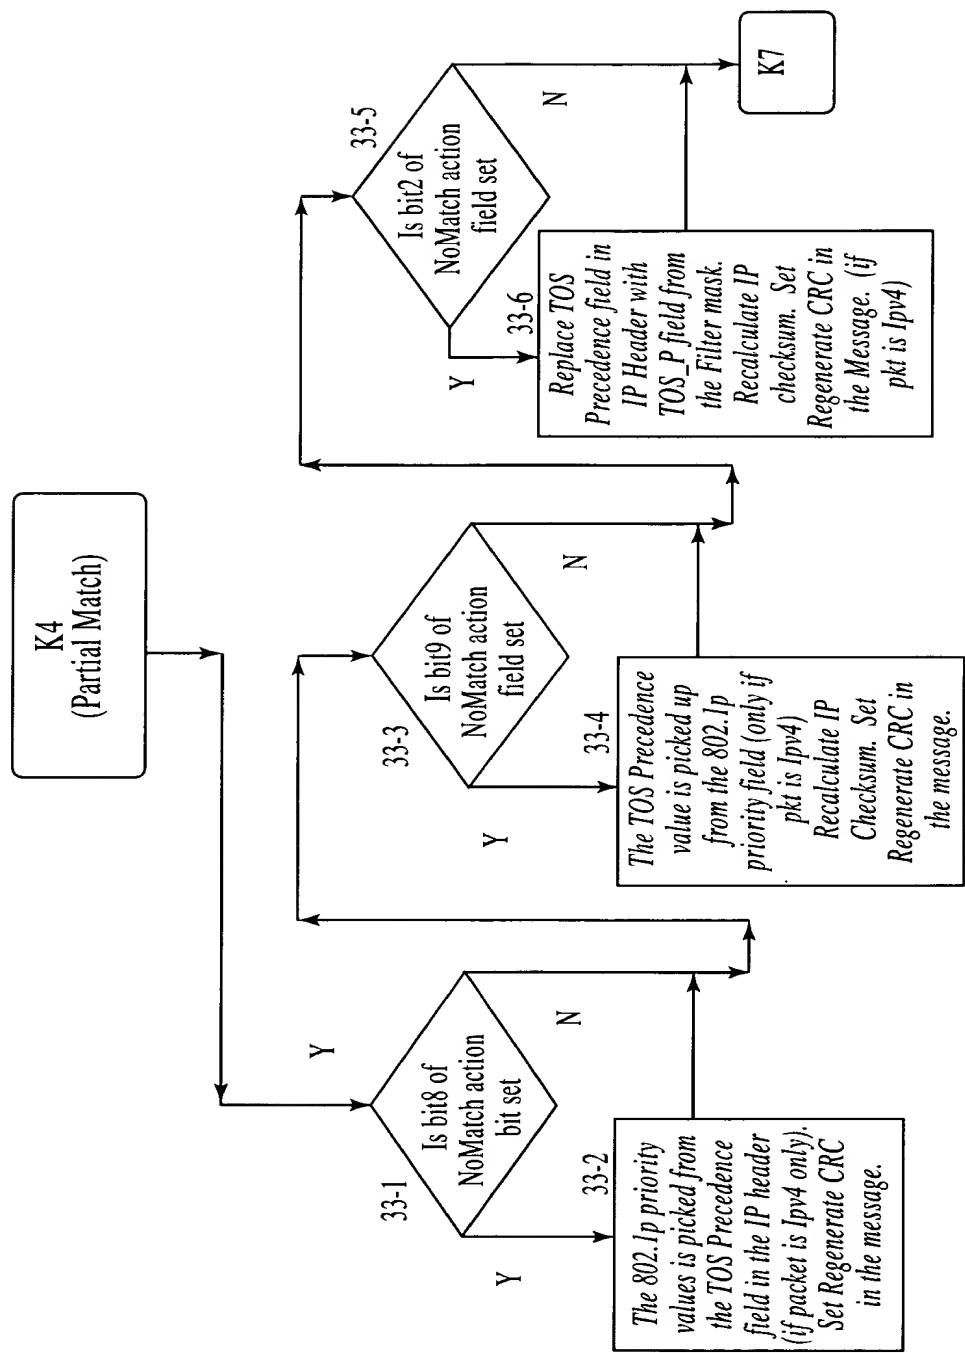 K4
(Partial Match)
Y
33-1
Is bit8 of
NoMatch action
bit set
Y
N
33-2
The 802.1p priority
values is picked from
the TOS Precedence
field in the IP header
(if packet is Ipv4 only).
Set Regenerate CRC
in the message.
33-3
Is bit9 of
NoMatch action
field set
Y
N
33-4
The TOS Precedence
value is picked up
from the 802.1p
priority field (only if
pkt is Ipv4)
Recalculate IP
Checksum. Set
Regenerate CRC in
the message.
33-5
Is bit2 of
NoMatch action
field set
Y
N
33-6
Replace TOS
Precedence field in
IP Header with
TOS_P field from
the Filter mask.
Recalculate IP
checksum. Set
Regenerate CRC in
the Message. (if
pkt is Ipv4)
K7